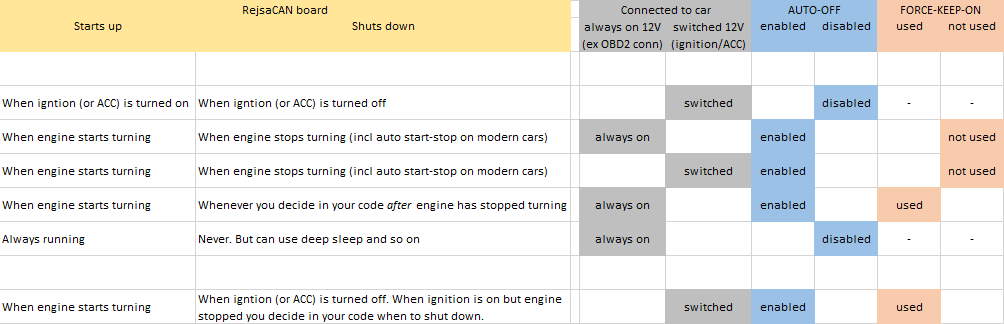 RejsaCAN board Connected to car AUTO-OFF FORCE-KEEP-ON
Starts up Shuts down always on 12V switched 12V enabled disabled used not used
(ex OBD2 conn) (ignition/ACC)
When igntion (or ACC) is turned on When igntion (or ACC) is turned off switched disabled - -
When engine starts turning When engine stops turning (incl auto start-stop on modern cars) always on enabled not used
When engine starts turning When engine stops turning (incl auto start-stop on modern cars) switched enabled not used
When engine starts turning Whenever you decide in your code after engine has stopped turning always on enabled used
Always running Never. But can use deep sleep and so on always on disabled - -
When engine starts turning When igntion (or ACC) is turned off. When ignition is on but engine switched enabled used
stopped you decide in your code when to shut down.